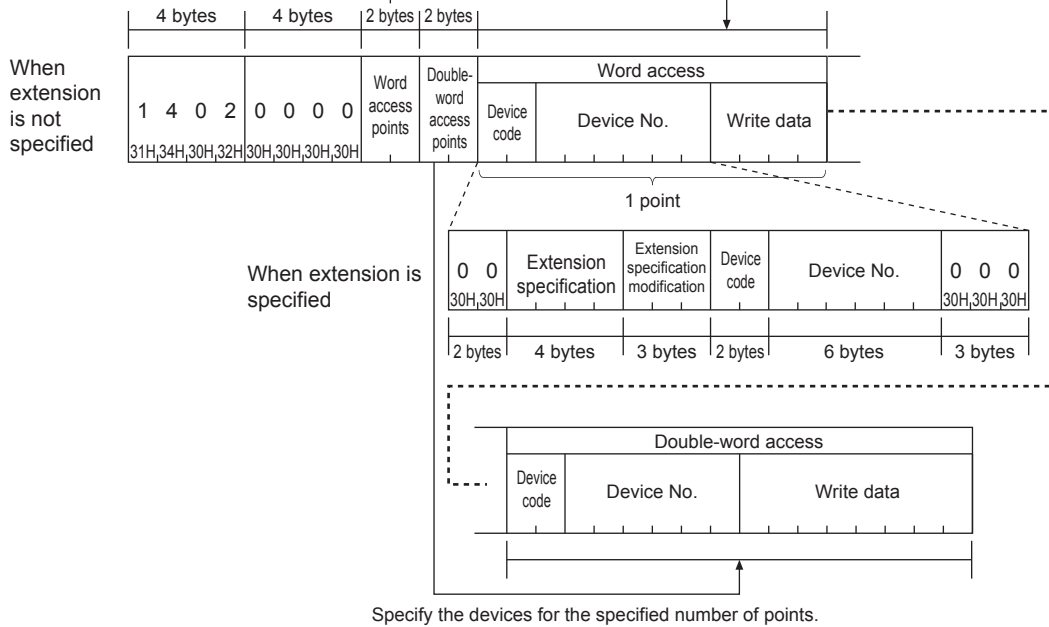 4 bytes 4 bytes 2 bytes 2 bytes
When
extension
is not
specified
1 4 0 2 0 0 0 0
31H,34H,30H,32H 30H,30H,30H,30H
Word
access
points
Double-
word
access
points
Word access
Device
code
Device No.
Write data
1 point
When extension is
specified
0 0
30H,30H
Extension
specification
Extension
specification
modification
Device
code
Device No.
0 0 0
30H,30H,30H
2 bytes 4 bytes 3 bytes 2 bytes 6 bytes 3 bytes
Double-word access
Device
code
Device No.
Write data
Specify the devices for the specified number of points.